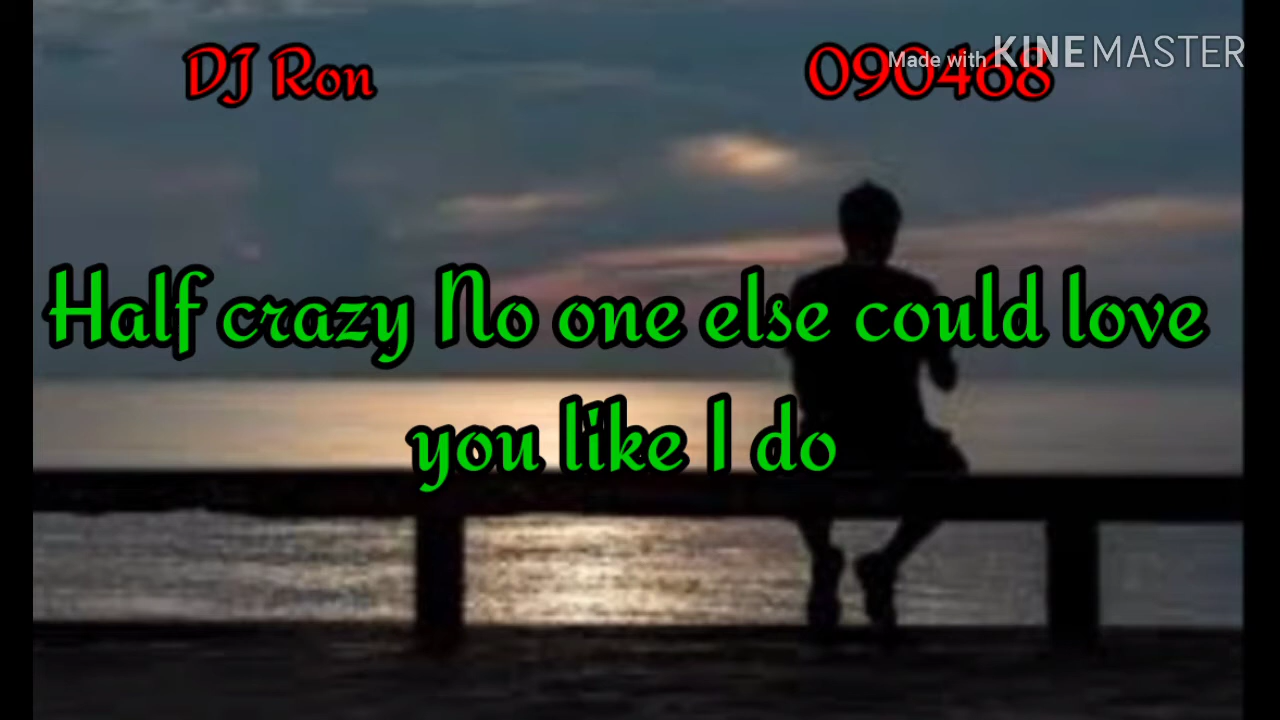 DJ Ron
090468
Made with KINEMASTER
Half crazy No one else could love
you like I do